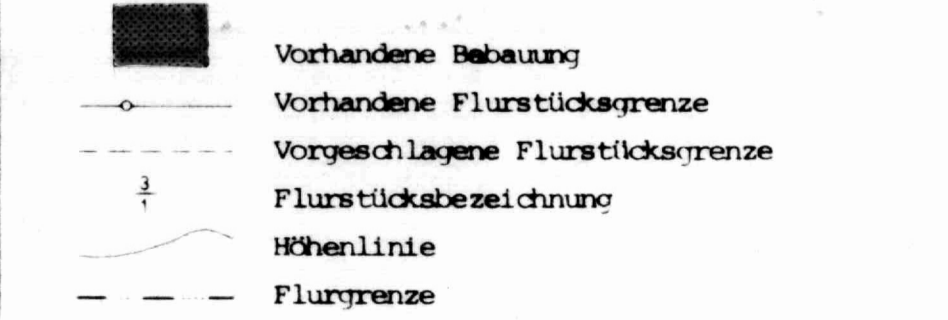 Vorhandene Bebauung
Vorhandene Flurstücksgrenze
Vorgeschlagene Flurstücksgrenze
3/1 Flurstücksbezeichnung
Höhenlinie
Flurgrenze